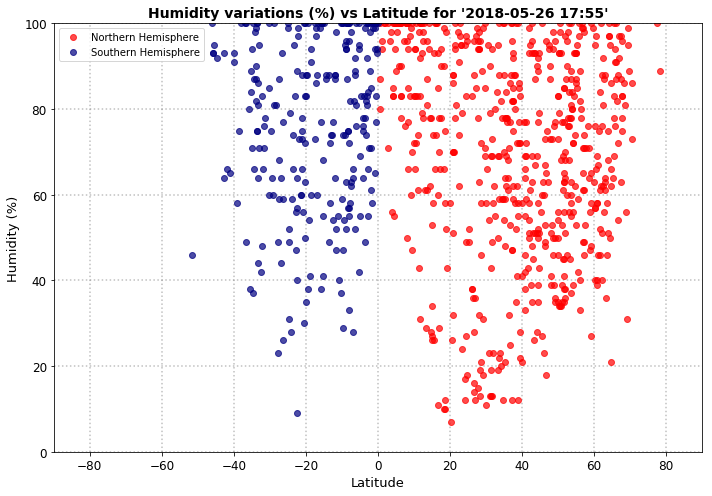 Humidity variations (%) vs Latitude for '2018-05-26 17:55'
Northern Hemisphere
Southern Hemisphere
100
80
60
40
20
0
Humidity (%)
−80 −60 −40 −20 0 20 40 60 80
Latitude